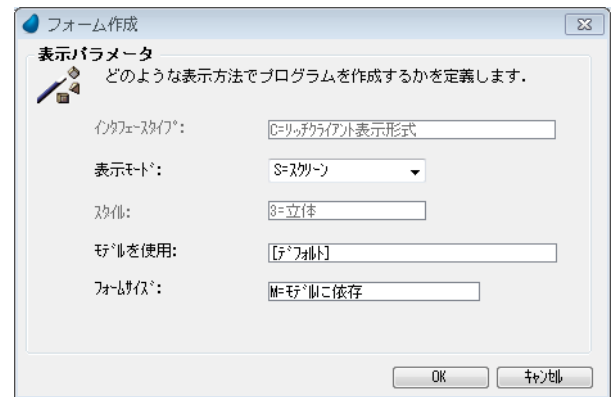 フォーム作成
表示パラメータ
どのような表示方法でプログラムを作成するかを定義します.
ｲﾝﾀﾌｪｰｽﾀｲﾌﾟ: C=ﾘｯﾁｸﾗｲｱﾝﾄ表示形式
表示ﾓｰﾄﾞ: S=ｽｸﾘｰﾝ
ｽﾀｲﾙ: 3=立体
ﾓﾃﾞﾙを使用: [ﾃﾞﾌｫﾙﾄ]
ﾌｫｰﾑｻｲｽﾞ: M=ﾓﾃﾞﾙに依存
OK ｷｬﾝｾﾙ